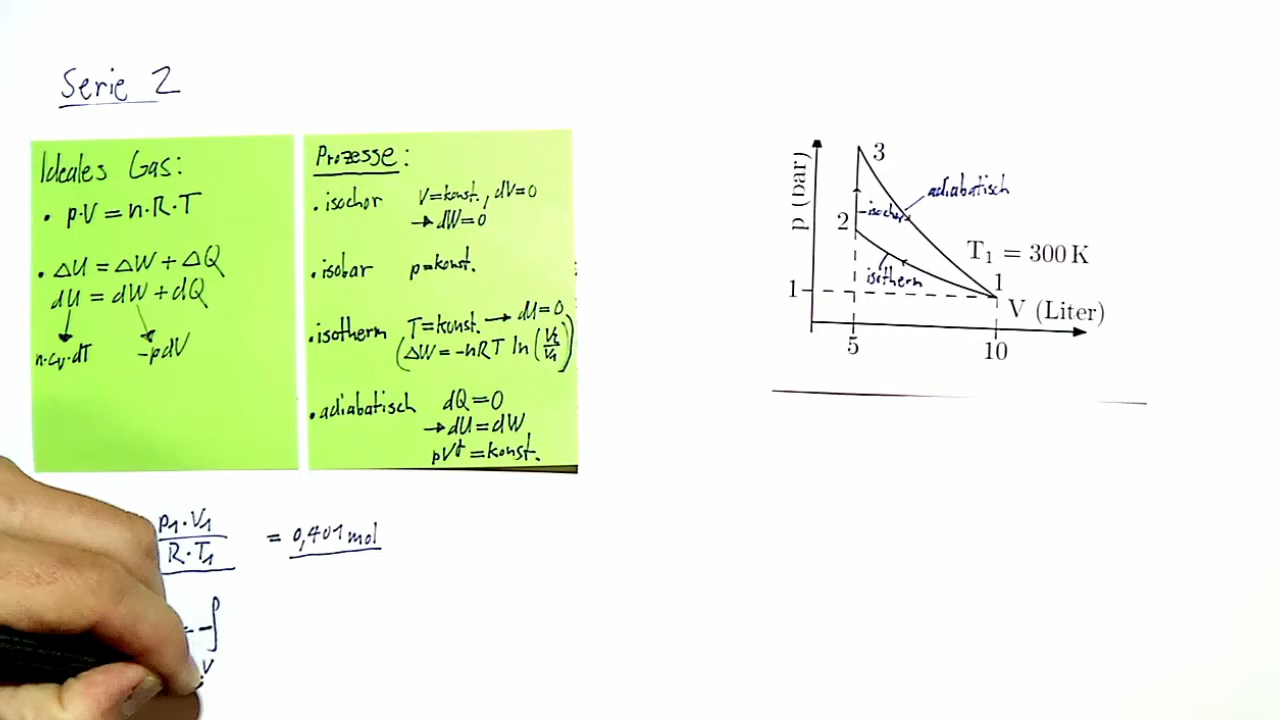 Serie 2
Ideales Gas:
• p·V = n·R·T
• ΔU = ΔW + ΔQ
dU = dW + dQ
n·cᵥ·dT -pdV
Prozesse:
• isochor V=konst., dV=0
→ dW=0
• isobar p=konst.
• isotherm T=konst. → dU=0
(ΔW = -nRT ln(V₂/V₁))
• adiabatisch dQ=0
→ dU=dW
pVᵞ = konst.
p₁·V₁
R·T₁
= 0,401 mol
= -∫
V
p (bar)
3
adiabatisch
isochor
2
T₁ = 300 K
isotherm
1
1
V (Liter)
5
10